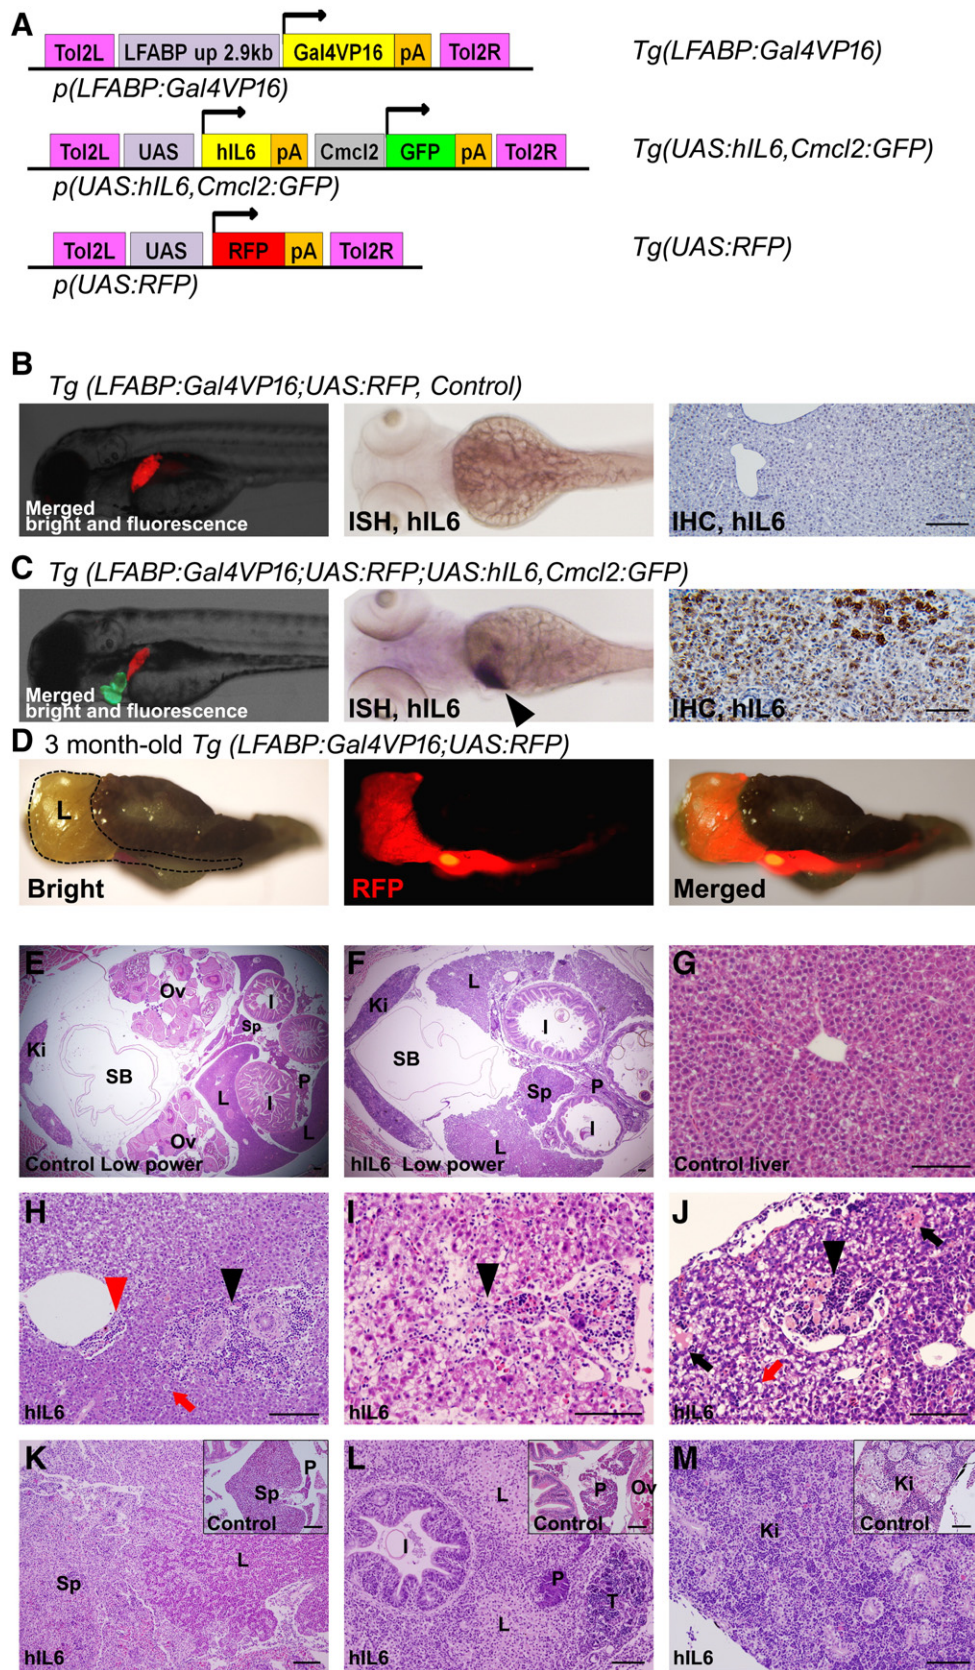 A
Tol2L LFABP up 2.9kb Gal4VP16 pA Tol2R
Tg(LFABP:Gal4VP16)
p(LFABP:Gal4VP16)
Tol2L UAS hIL6 pA Cmcl2 GFP pA Tol2R
Tg(UAS:hIL6,Cmcl2:GFP)
p(UAS:hIL6,Cmcl2:GFP)
Tol2L UAS RFP pA Tol2R
Tg(UAS:RFP)
p(UAS:RFP)
B
Tg (LFABP:Gal4VP16;UAS:RFP, Control)
Merged
bright and fluorescence
ISH, hIL6
IHC, hIL6
C
Tg (LFABP:Gal4VP16;UAS:RFP;UAS:hIL6,Cmcl2:GFP)
Merged
bright and fluorescence
ISH, hIL6
IHC, hIL6
D 3 month-old Tg (LFABP:Gal4VP16;UAS:RFP)
L
Bright
RFP
Merged
E
Ov
I
Sp
Ki
SB
P
L
I
Ov
L
Control Low power
F
L
Ki
I
SB
Sp
P
I
L
hIL6 Low power
G
Control liver
H
hIL6
I
hIL6
J
hIL6
K
P
Sp
Control
L
Sp
hIL6
L
P
Ov
Control
L
I
P
T
L
hIL6
M
Ki
Control
Ki
hIL6